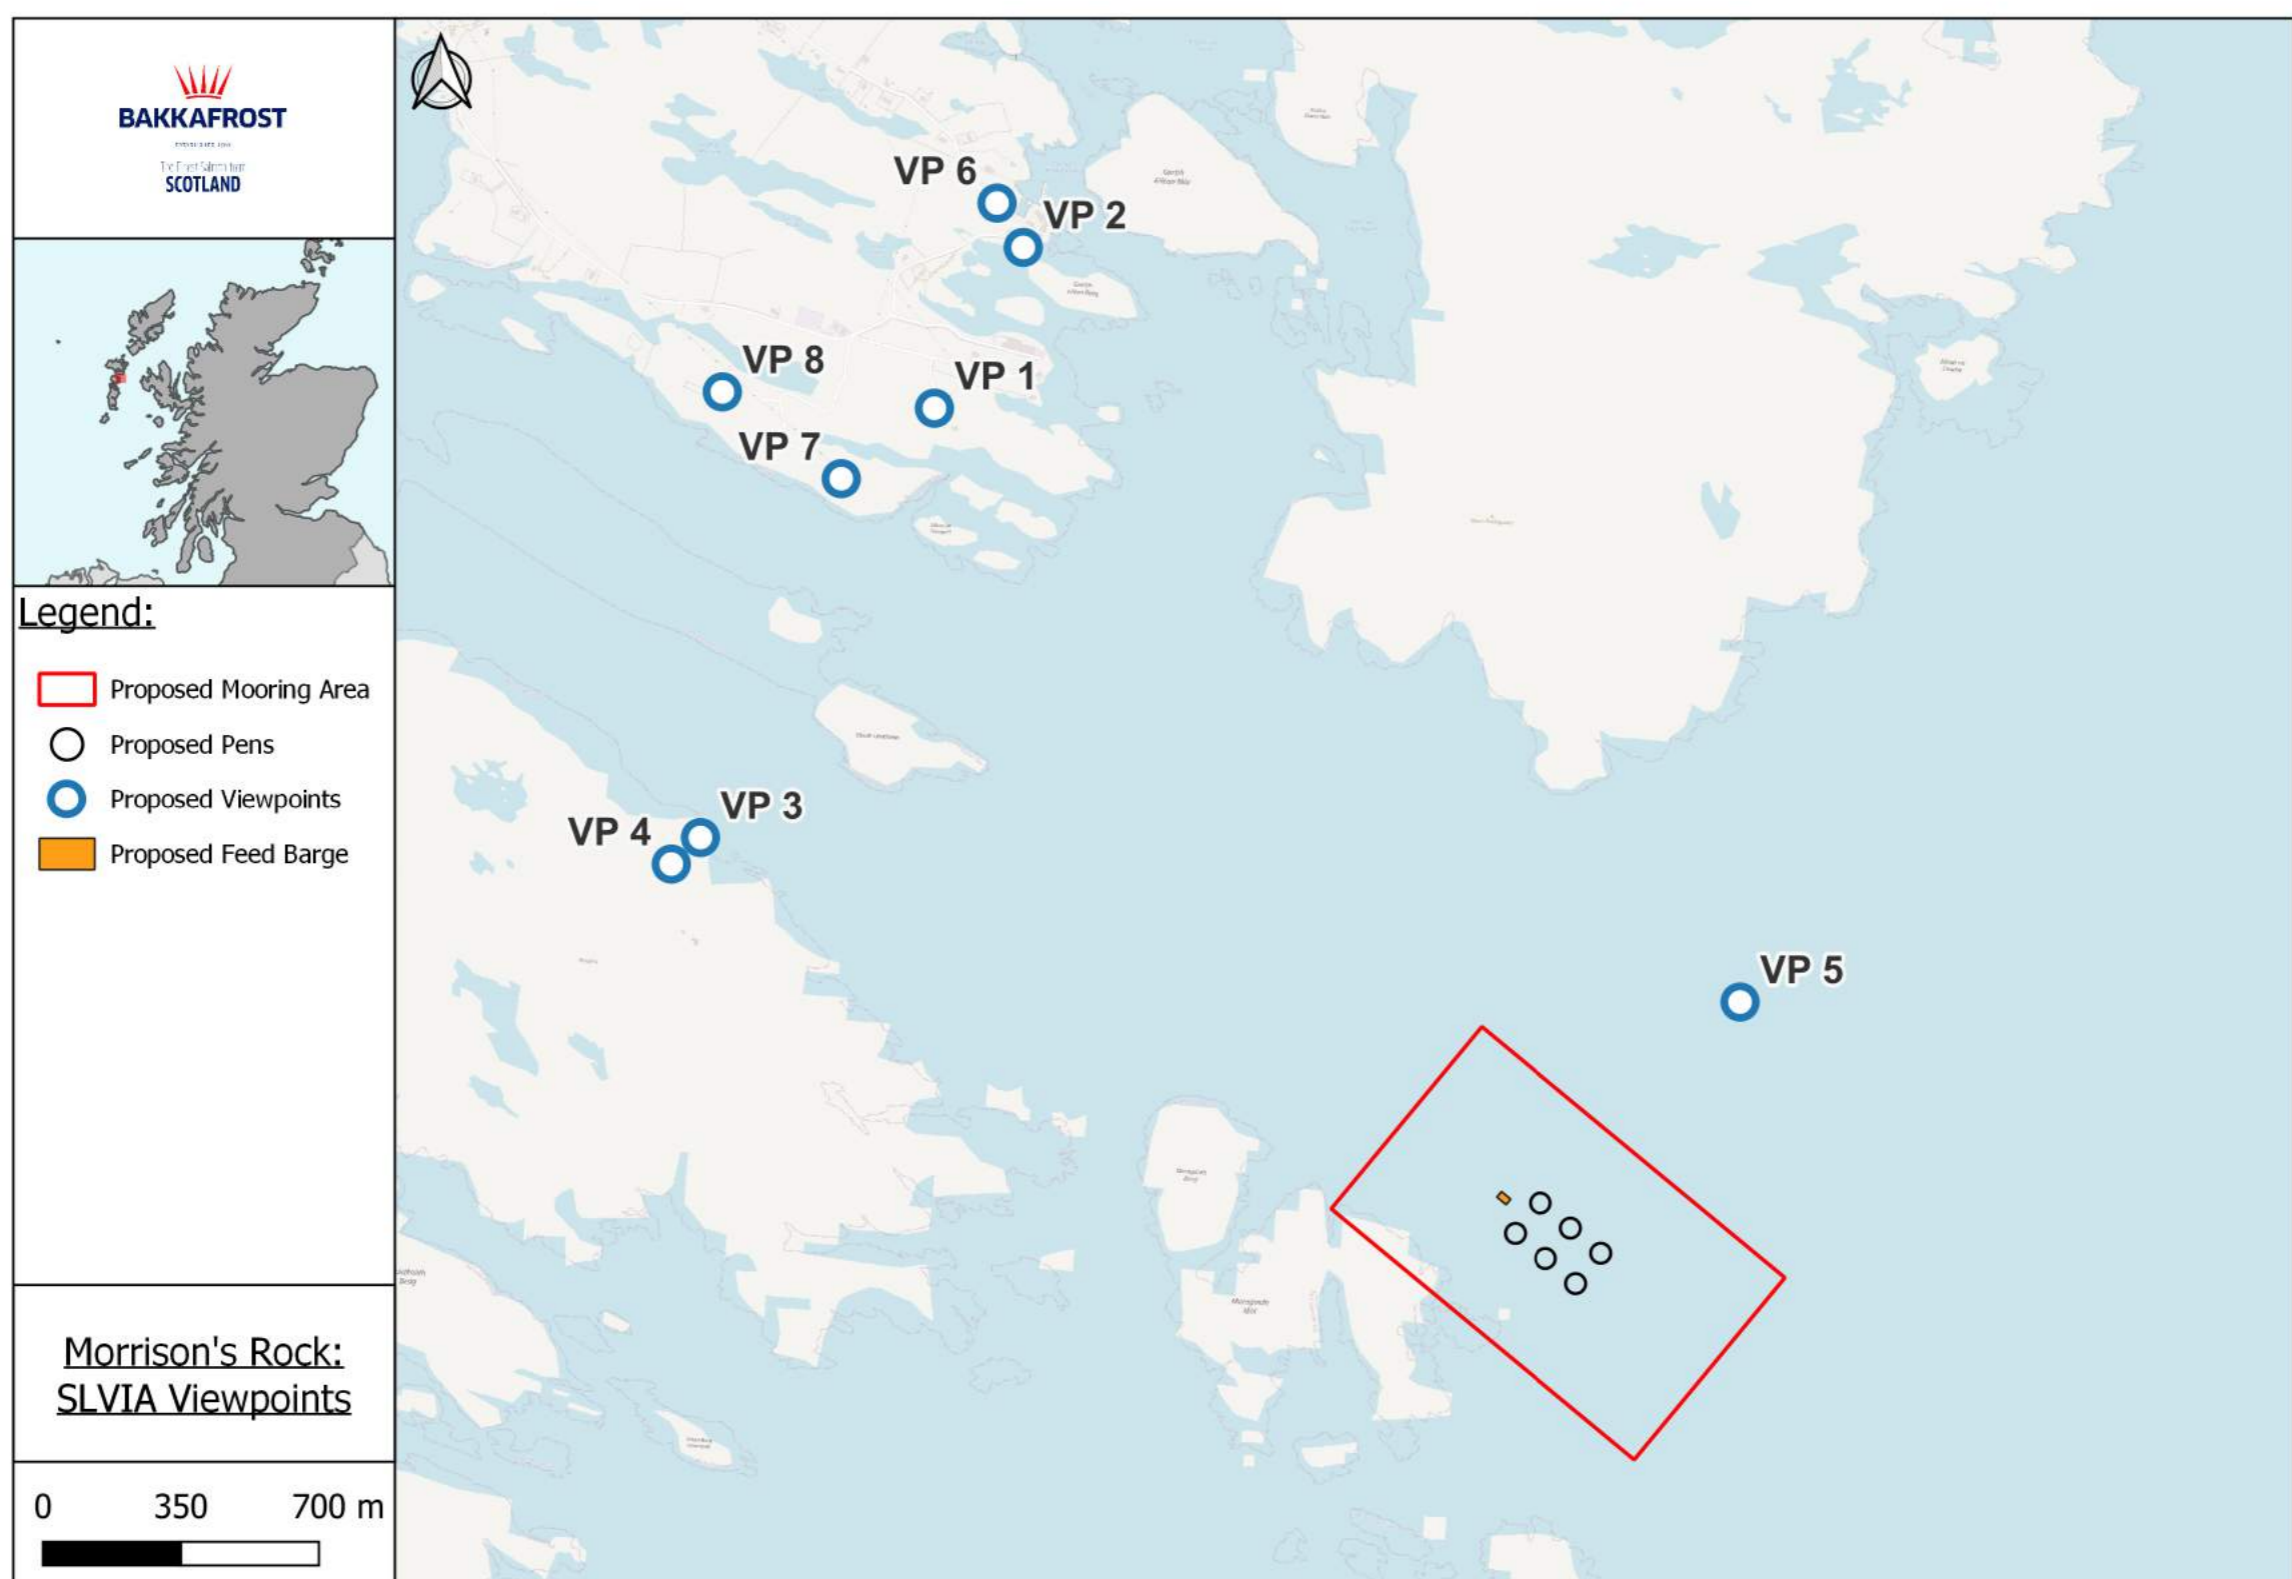 BAKKAFROST
SCOTLAND
Legend:
Proposed Mooring Area
Proposed Pens
Proposed Viewpoints
Proposed Feed Barge
Morrison's Rock:
SLVIA Viewpoints
0 350 700 m
VP 6
VP 2
VP 8
VP 1
VP 7
VP 3
VP 4
VP 5